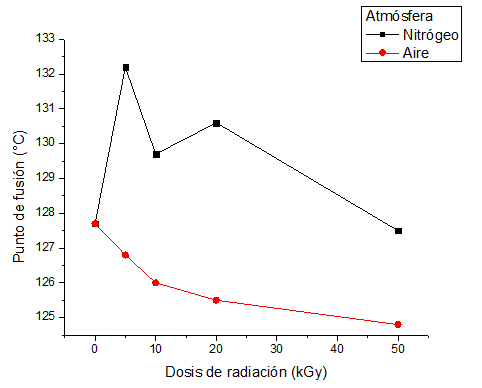 Atmósfera
Nitrógeo
Aire
133
132
131
130
129
128
127
126
125
Punto de fusión (°C)
0 10 20 30 40 50
Dosis de radiación (kGy)